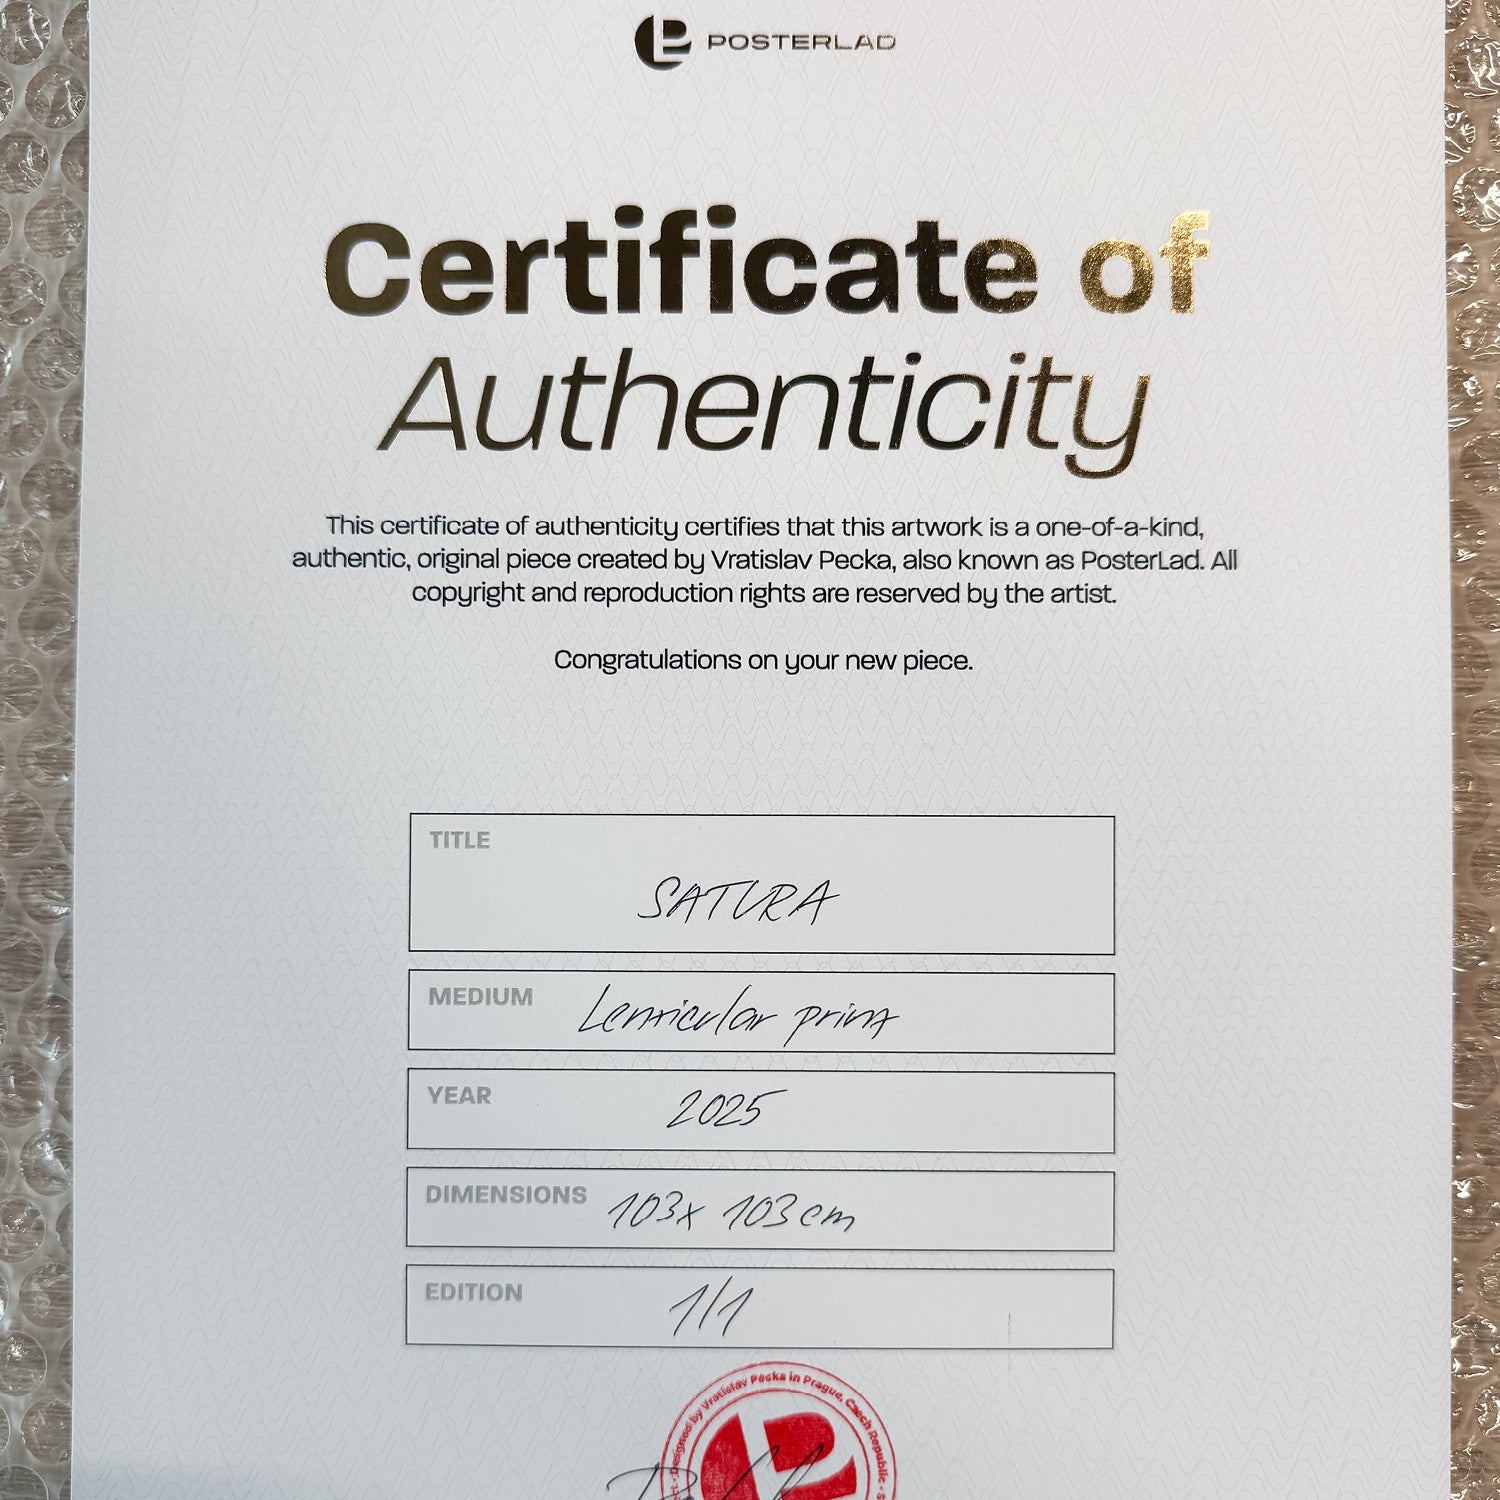 POSTERLAD
Certificate of
Authenticity
This certificate of authenticity certifies that this artwork is a one-of-a-kind,
authentic, original piece created by Vratislav Pecka, also known as PosterLad. All
copyright and reproduction rights are reserved by the artist.
Congratulations on your new piece.
TITLE
SATURA
MEDIUM
Lenticular print
YEAR
2025
DIMENSIONS
103x 103cm
EDITION
1/1
Designed by Vratislav Pecka in Prague, Czech Republic